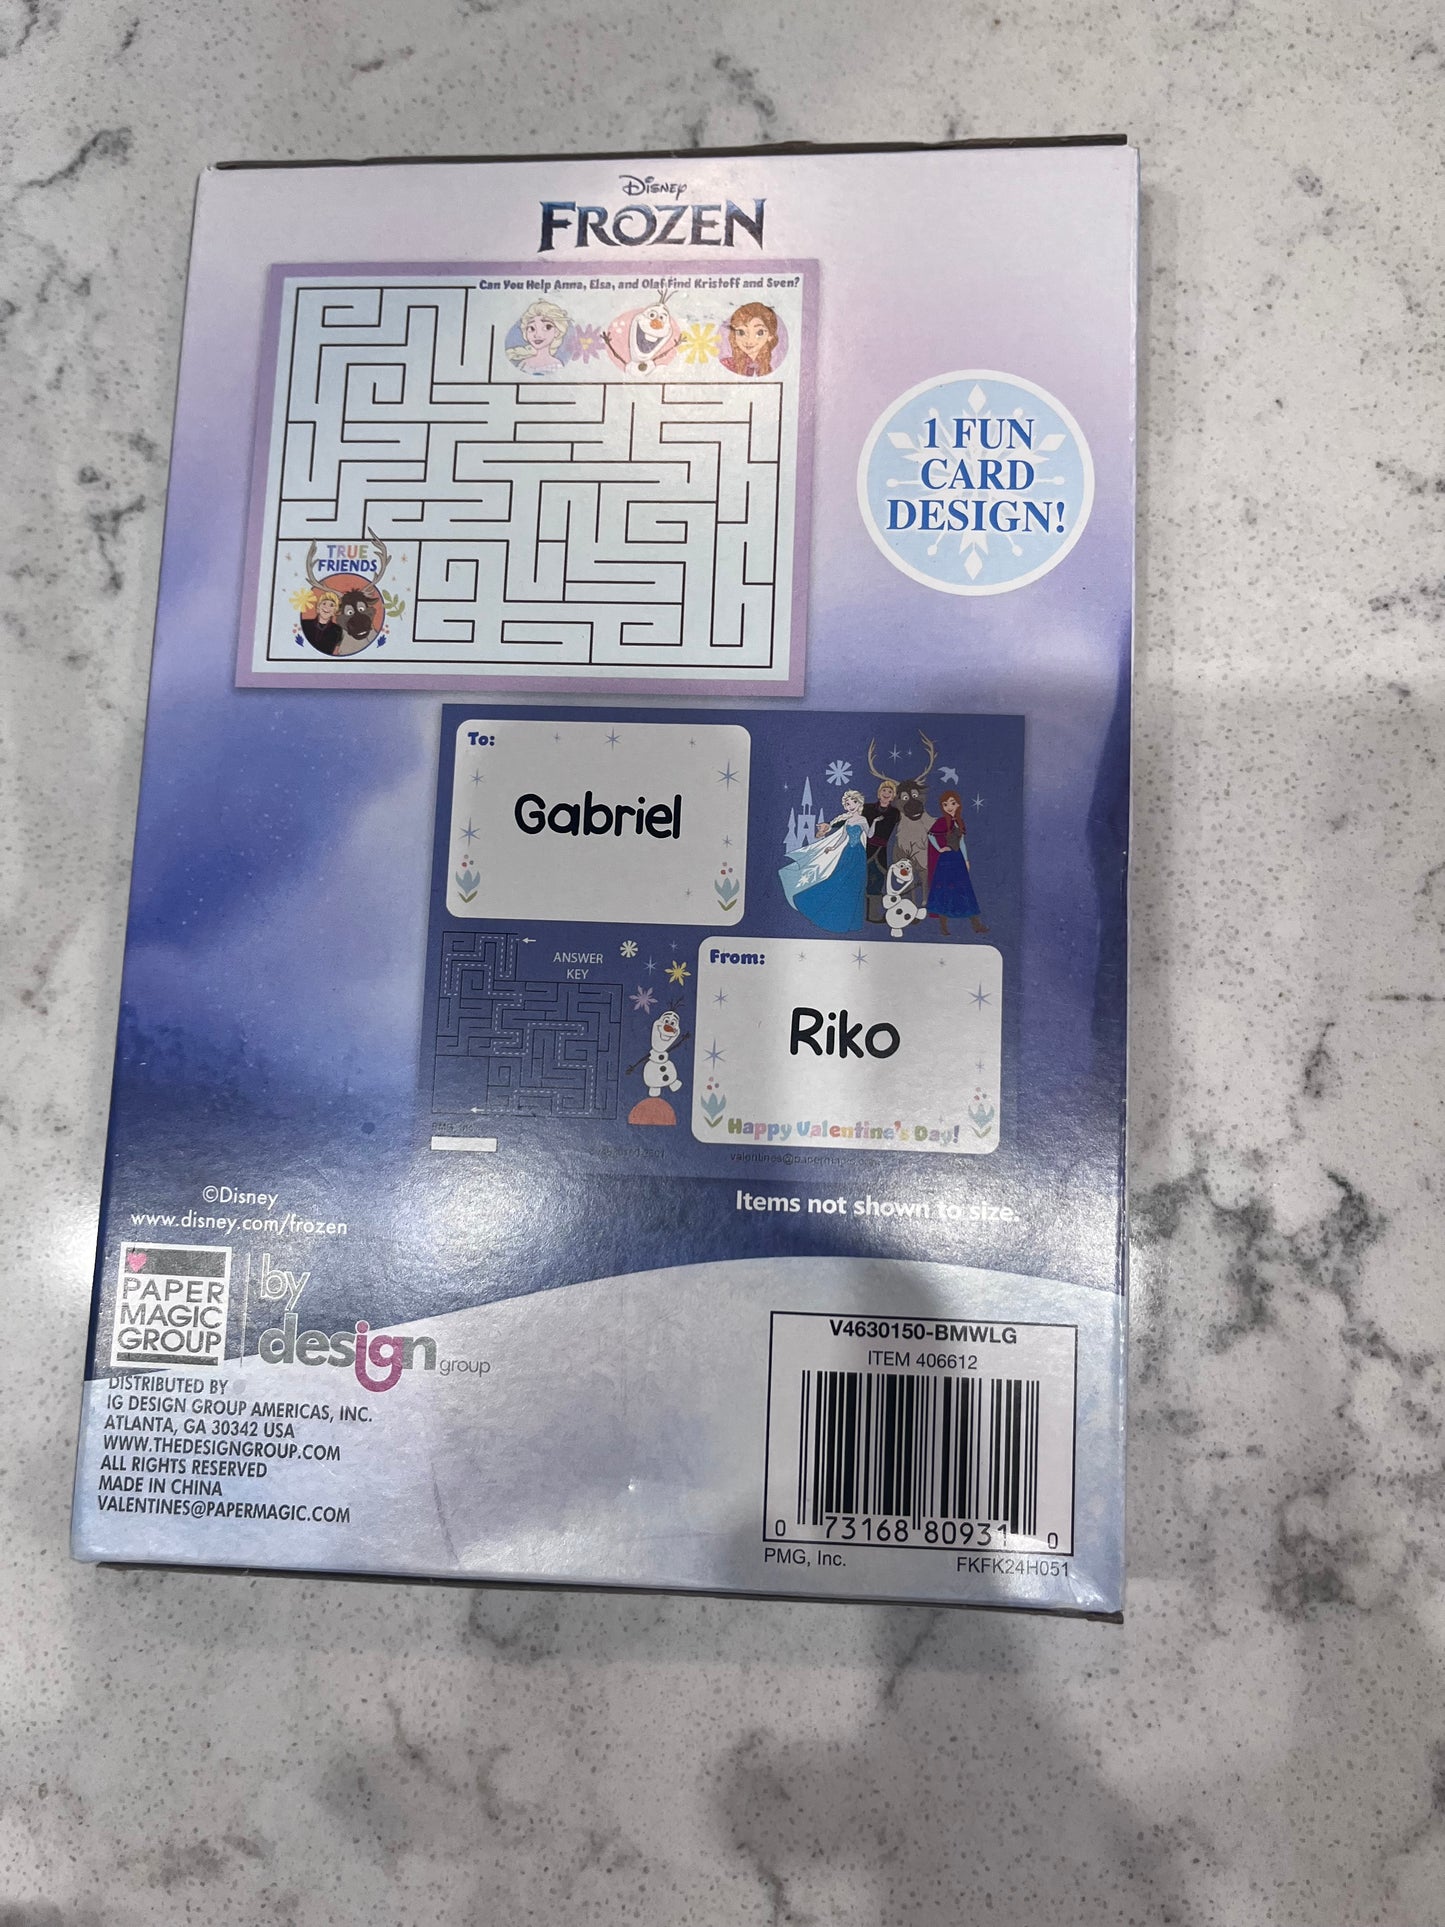 Disney
FROZEN
Can You Help Anna, Elsa, and Olaf Find Kristoff and Sven?
1 FUN
CARD
DESIGN!
TRUE
FRIENDS
To:
Gabriel
ANSWER
KEY
From:
Riko
Happy Valentine's Day!
PMG, Inc.
©Disney
www.disney.com/frozen
Items not shown to size.
PAPER
MAGIC
GROUP
by
design group
DISTRIBUTED BY
IG DESIGN GROUP AMERICAS, INC.
ATLANTA, GA 30342 USA
WWW.THEDESIGNGROUP.COM
ALL RIGHTS RESERVED
MADE IN CHINA
VALENTINES@PAPERMAGIC.COM
V4630150-BMWLG
ITEM 406612
0 73168 80931 0
PMG, Inc.
FKFK24H051